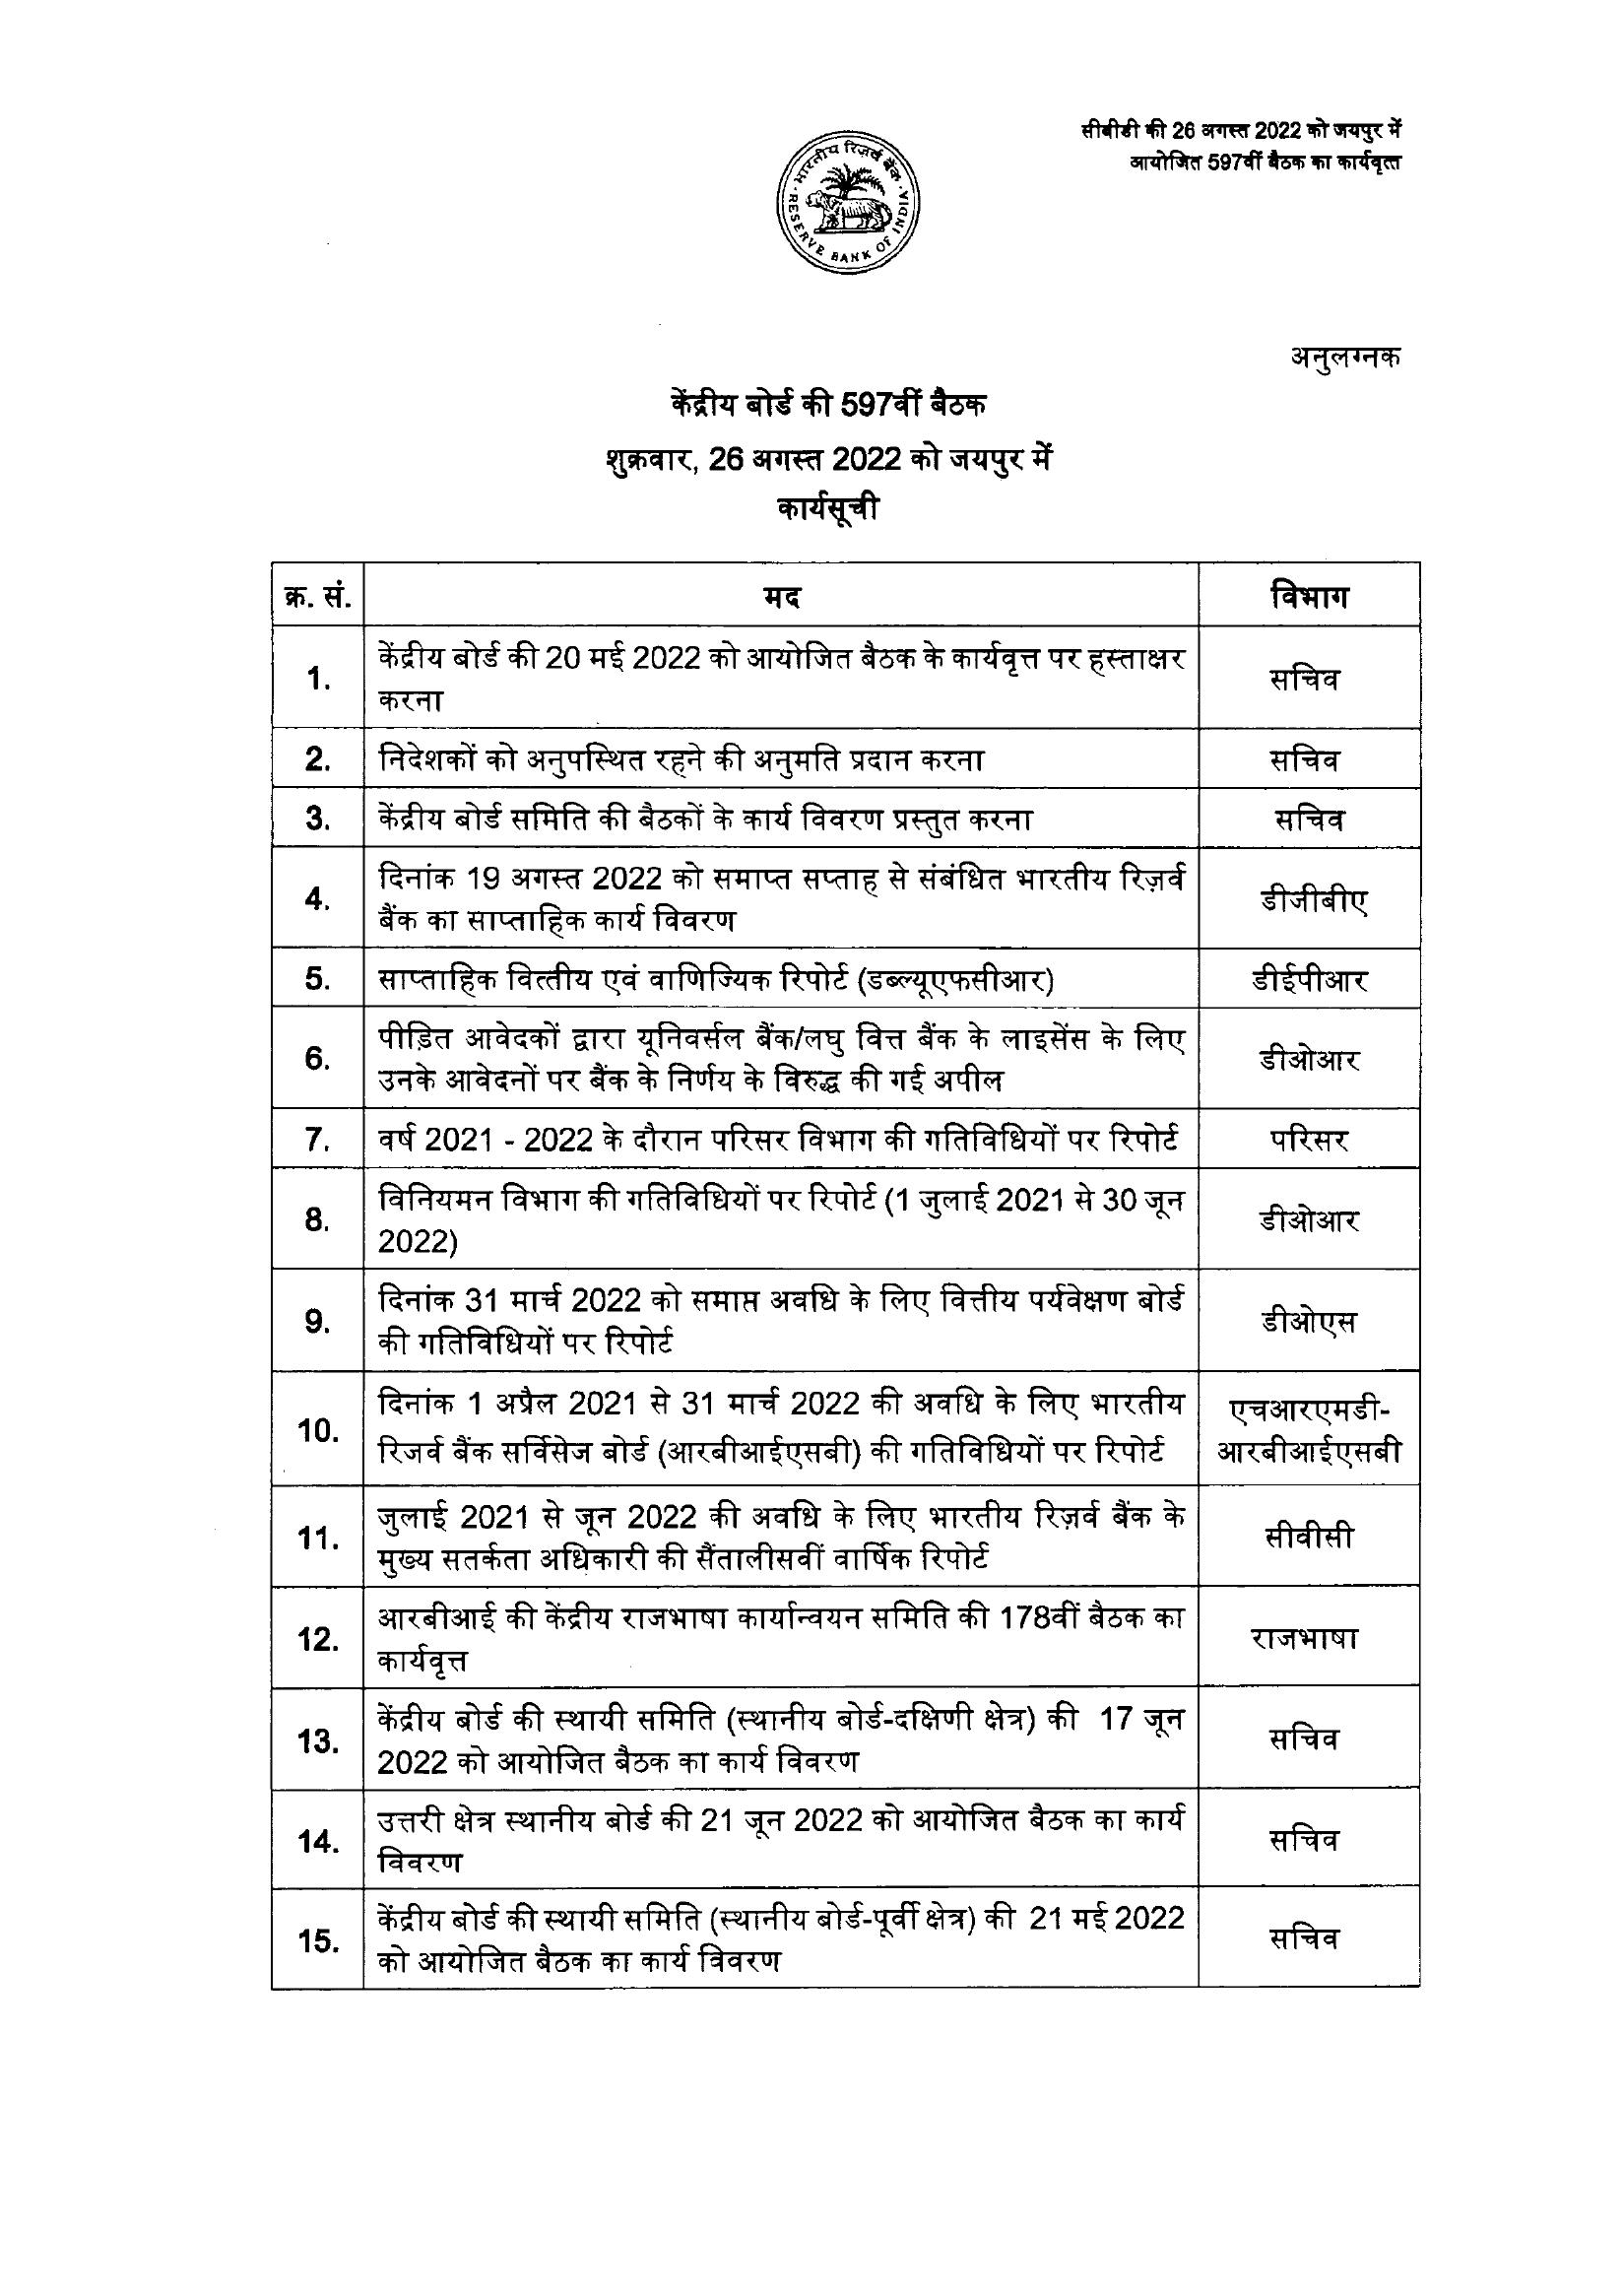 सीबीडी की 26 अगस्त 2022 को जयपुर में
आयोजित 597वीं बैठक का कार्यवृत्त
भारतीय रिज़र्व बैंक
RESERVE BANK OF INDIA
अनुलग्नक
केंद्रीय बोर्ड की 597वीं बैठक
शुक्रवार, 26 अगस्त 2022 को जयपुर में
कार्यसूची
क्र. सं. मद विभाग
1. केंद्रीय बोर्ड की 20 मई 2022 को आयोजित बैठक के कार्यवृत्त पर हस्ताक्षर
करना सचिव
2. निदेशकों को अनुपस्थित रहने की अनुमति प्रदान करना सचिव
3. केंद्रीय बोर्ड समिति की बैठकों के कार्य विवरण प्रस्तुत करना सचिव
4. दिनांक 19 अगस्त 2022 को समाप्त सप्ताह से संबंधित भारतीय रिज़र्व
बैंक का साप्ताहिक कार्य विवरण डीजीबीए
5. साप्ताहिक वित्तीय एवं वाणिज्यिक रिपोर्ट (डब्ल्यूएफसीआर) डीईपीआर
6. पीड़ित आवेदकों द्वारा यूनिवर्सल बैंक/लघु वित्त बैंक के लाइसेंस के लिए
उनके आवेदनों पर बैंक के निर्णय के विरुद्ध की गई अपील डीओआर
7. वर्ष 2021 - 2022 के दौरान परिसर विभाग की गतिविधियों पर रिपोर्ट परिसर
8. विनियमन विभाग की गतिविधियों पर रिपोर्ट (1 जुलाई 2021 से 30 जून
2022) डीओआर
9. दिनांक 31 मार्च 2022 को समाप्त अवधि के लिए वित्तीय पर्यवेक्षण बोर्ड
की गतिविधियों पर रिपोर्ट डीओएस
10. दिनांक 1 अप्रैल 2021 से 31 मार्च 2022 की अवधि के लिए भारतीय एचआरएमडी-
रिजर्व बैंक सर्विसेज बोर्ड (आरबीआईएसबी) की गतिविधियों पर रिपोर्ट आरबीआईएसबी
11. जुलाई 2021 से जून 2022 की अवधि के लिए भारतीय रिज़र्व बैंक के
मुख्य सतर्कता अधिकारी की सैंतालीसवीं वार्षिक रिपोर्ट सीवीसी
12. आरबीआई की केंद्रीय राजभाषा कार्यान्वयन समिति की 178वीं बैठक का
कार्यवृत्त राजभाषा
13. केंद्रीय बोर्ड की स्थायी समिति (स्थानीय बोर्ड-दक्षिणी क्षेत्र) की 17 जून
2022 को आयोजित बैठक का कार्य विवरण सचिव
14. उत्तरी क्षेत्र स्थानीय बोर्ड की 21 जून 2022 को आयोजित बैठक का कार्य
विवरण सचिव
15. केंद्रीय बोर्ड की स्थायी समिति (स्थानीय बोर्ड-पूर्वी क्षेत्र) की 21 मई 2022
को आयोजित बैठक का कार्य विवरण सचिव